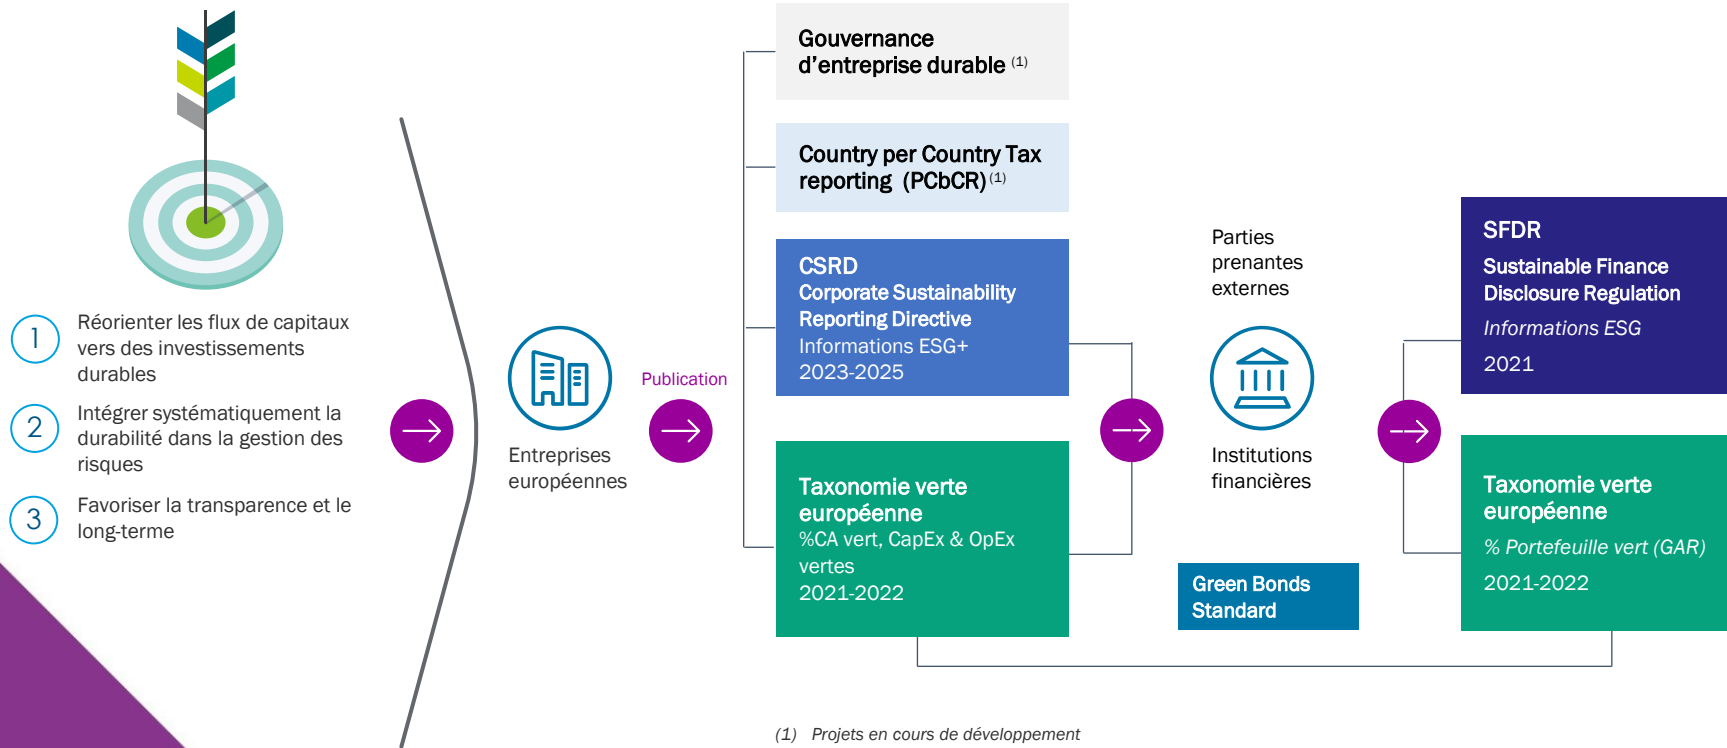 1
Réorienter les flux de capitaux
vers des investissements
durables
2
Intégrer systématiquement la
durabilité dans la gestion des
risques
3
Favoriser la transparence et le
long-terme
Entreprises
européennes
Publication
Gouvernance
d'entreprise durable (1)
Country per Country Tax
reporting (PCbCR) (1)
CSRD
Corporate Sustainability
Reporting Directive
Informations ESG+
2023-2025
Taxonomie verte
européenne
%CA vert, CapEx & OpEx
vertes
2021-2022
Parties
prenantes
externes
Institutions
financières
Green Bonds
Standard
SFDR
Sustainable Finance
Disclosure Regulation
Informations ESG
2021
Taxonomie verte
européenne
% Portefeuille vert (GAR)
2021-2022
(1) Projets en cours de développement